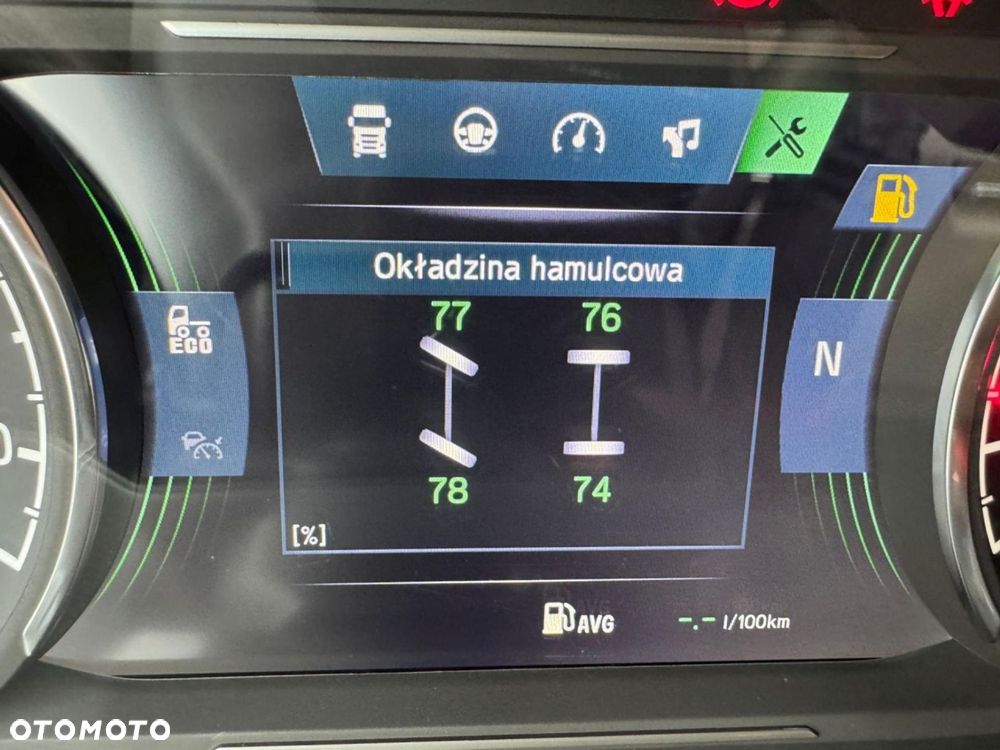 Okładzina hamulcowa
77 76
ECO
N
78 74
[%]
AVG -.- l/100km
OTOMOTO